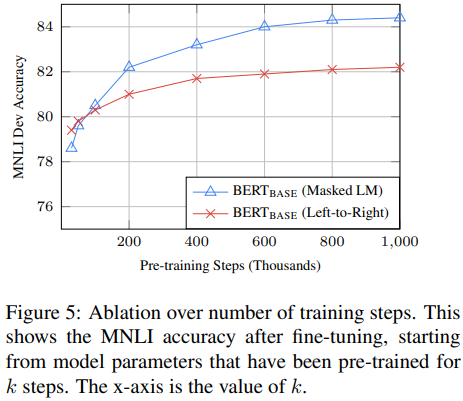 84
82
80
78
76
MNLI Dev Accuracy
BERTBASE (Masked LM)
BERTBASE (Left-to-Right)
200 400 600 800 1,000
Pre-training Steps (Thousands)
Figure 5: Ablation over number of training steps. This
shows the MNLI accuracy after fine-tuning, starting
from model parameters that have been pre-trained for
k steps. The x-axis is the value of k.